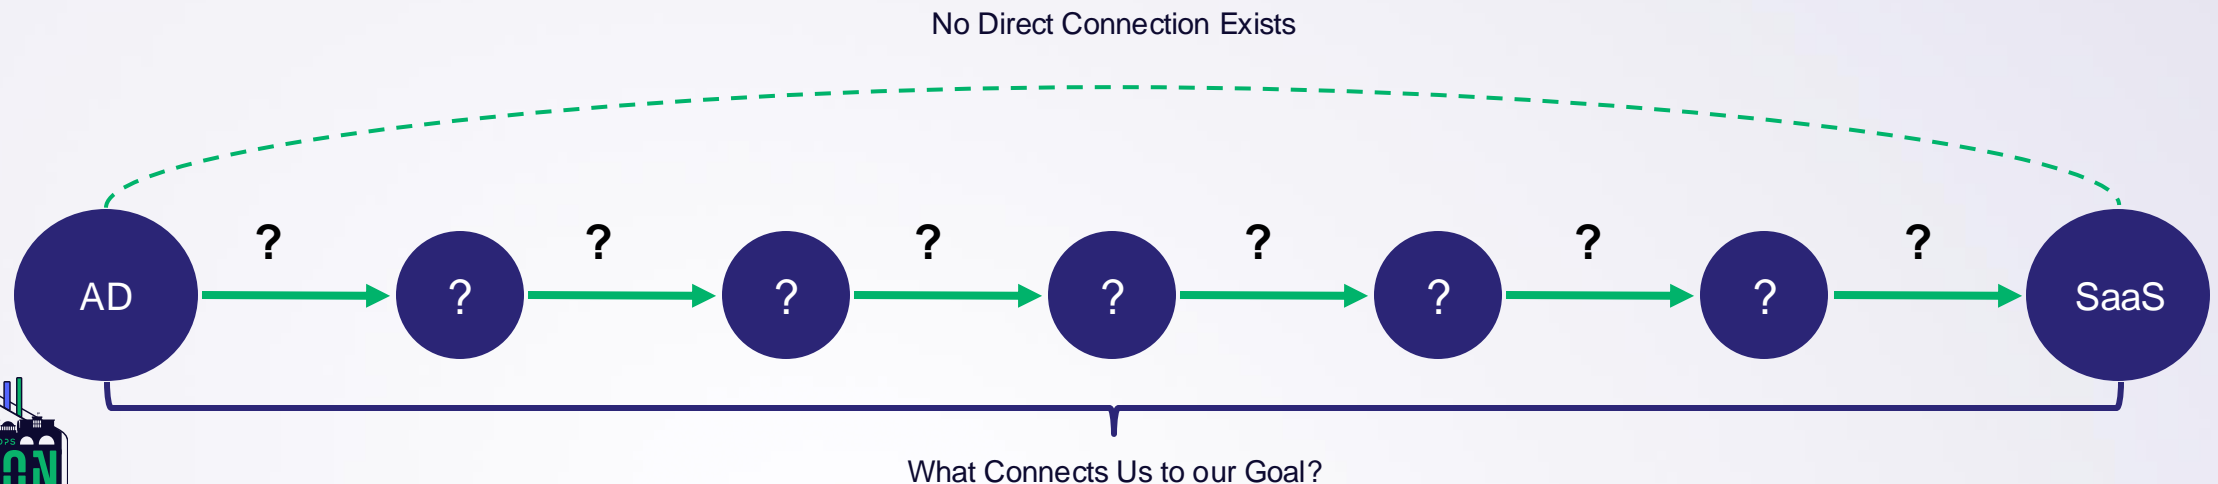 No Direct Connection Exists
? ? ? ? ? ?
AD ? ? ? ? ? SaaS
What Connects Us to our Goal?